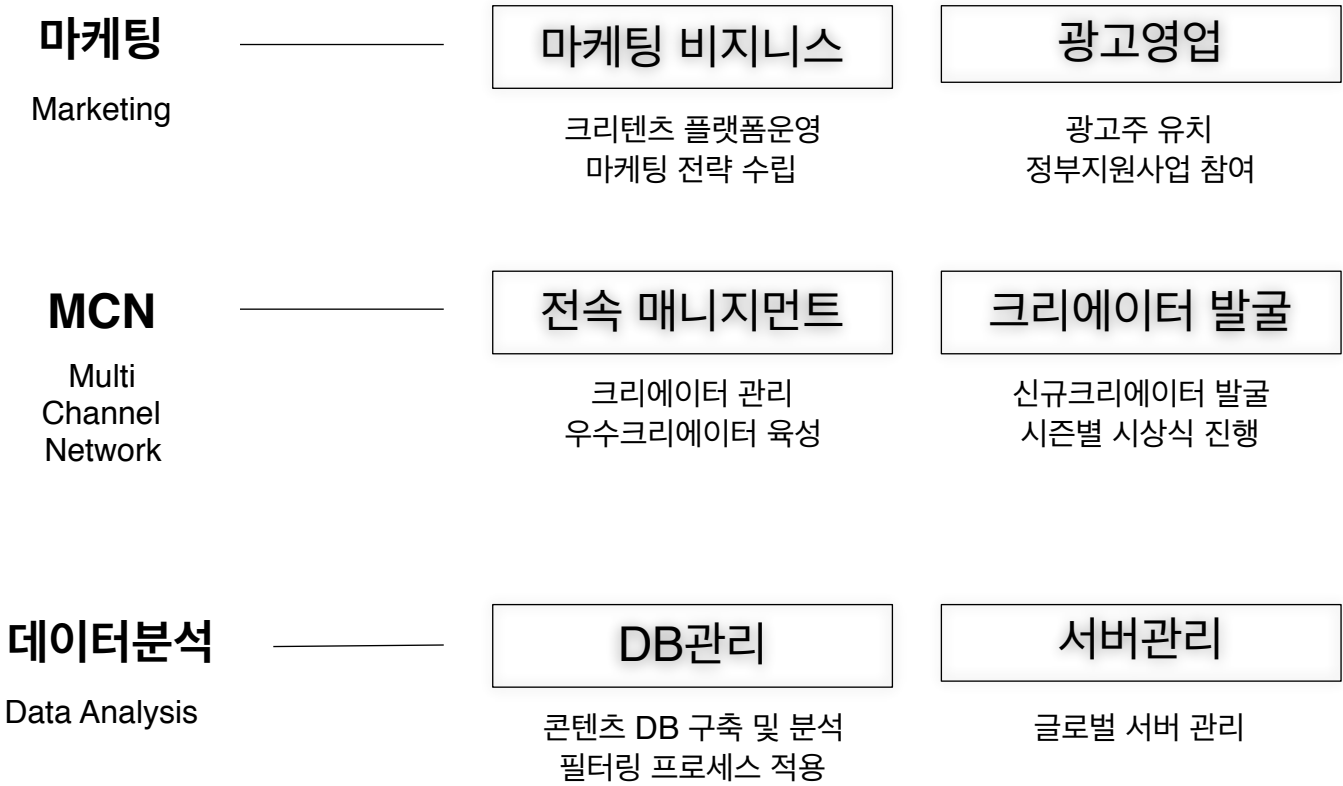 마케팅
Marketing
마케팅 비지니스
크리텐츠 플랫폼운영
마케팅 전략 수립
광고영업
광고주 유치
정부지원사업 참여
MCN
Multi
Channel
Network
전속 매니지먼트
크리에이터 관리
우수크리에이터 육성
크리에이터 발굴
신규크리에이터 발굴
시즌별 시상식 진행
데이터분석
Data Analysis
DB관리
콘텐츠 DB 구축 및 분석
필터링 프로세스 적용
서버관리
글로벌 서버 관리